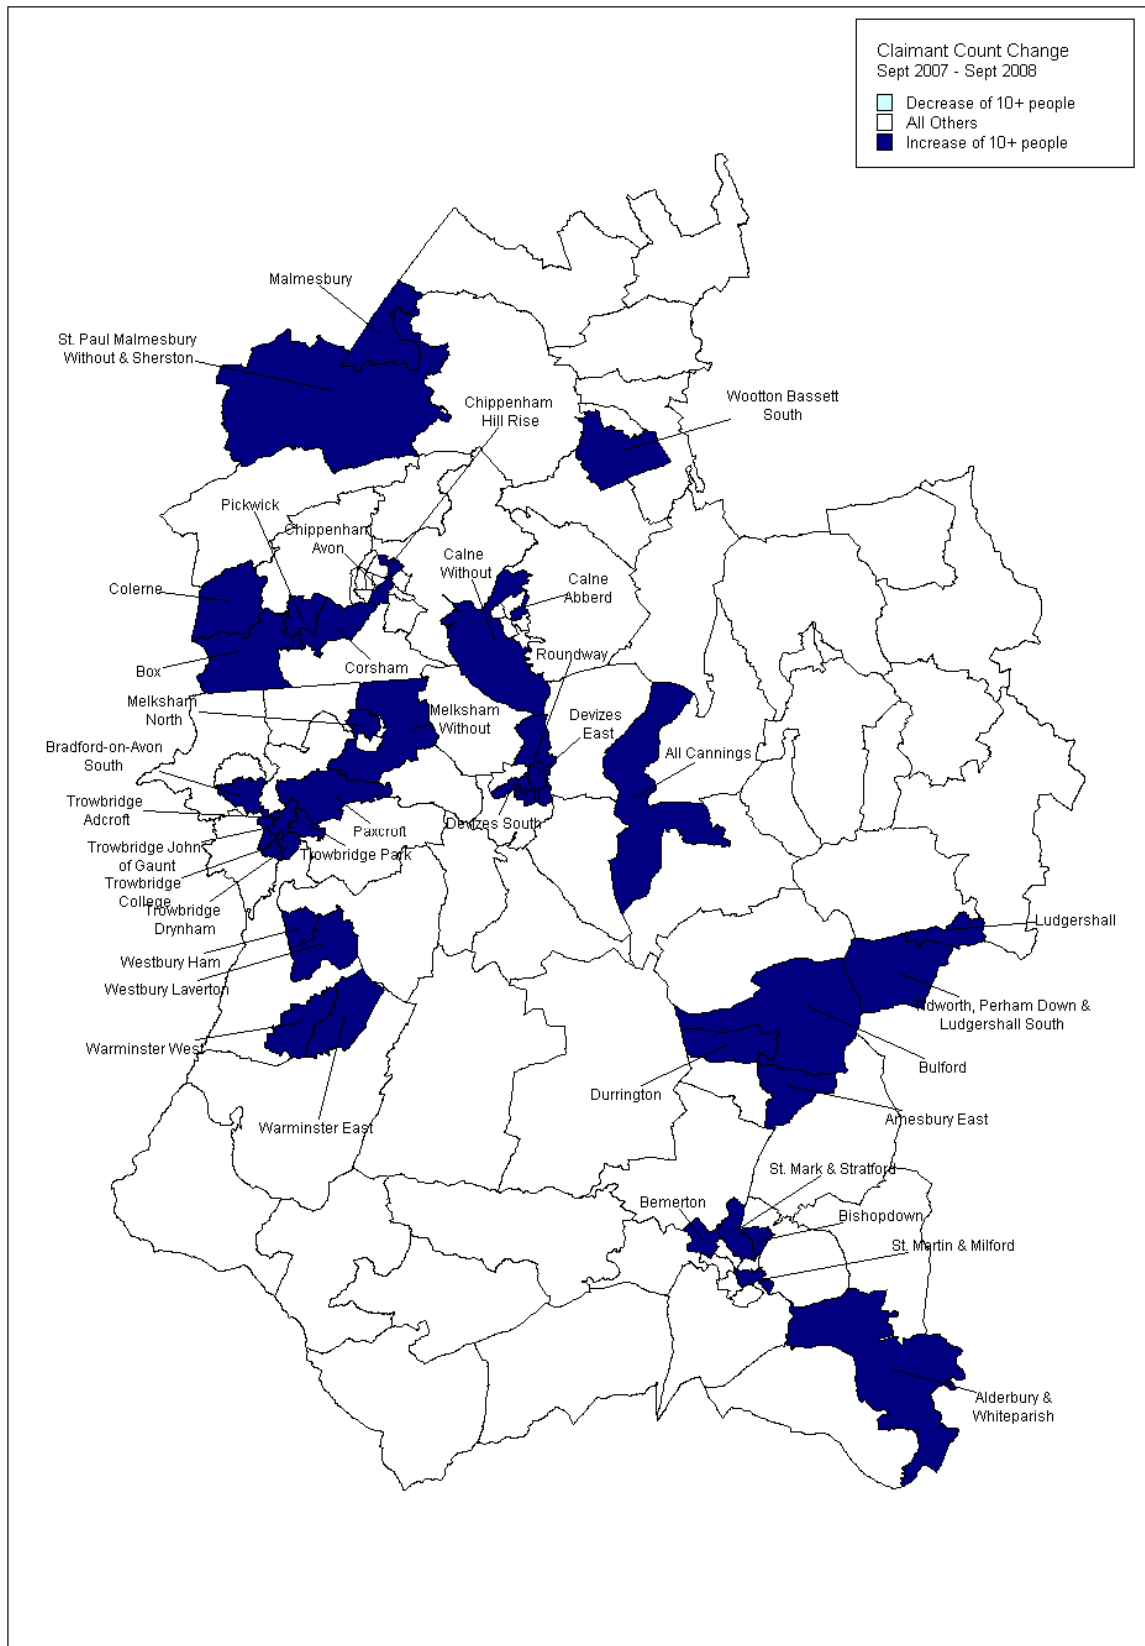 Claimant Count Change
Sept 2007 - Sept 2008
Decrease of 10+ people
All Others
Increase of 10+ people
Malmesbury
St. Paul Malmesbury
Without & Sherston
Chippenham
Hill Rise
Wootton Bassett
South
Pickwick
Chippenham
Avon
Calne
Without
Calne
Abberd
Colerne
Roundway
Box
Corsham
Melksham
North
Melksham
Without
Devizes
East
Bradford-on-Avon
South
All Cannings
Trowbridge
Adcroft
Paxcroft
Devizes South
Trowbridge John
of Gaunt
Trowbridge Park
Trowbridge
College
Trowbridge
Drynham
Ludgershall
Westbury Ham
Westbury Laverton
Tidworth, Perham Down &
Ludgershall South
Warminster West
Bulford
Durrington
Amesbury East
Warminster East
St. Mark & Stratford
Bemerton
Bishopdown
St. Martin & Milford
Alderbury &
Whiteparish